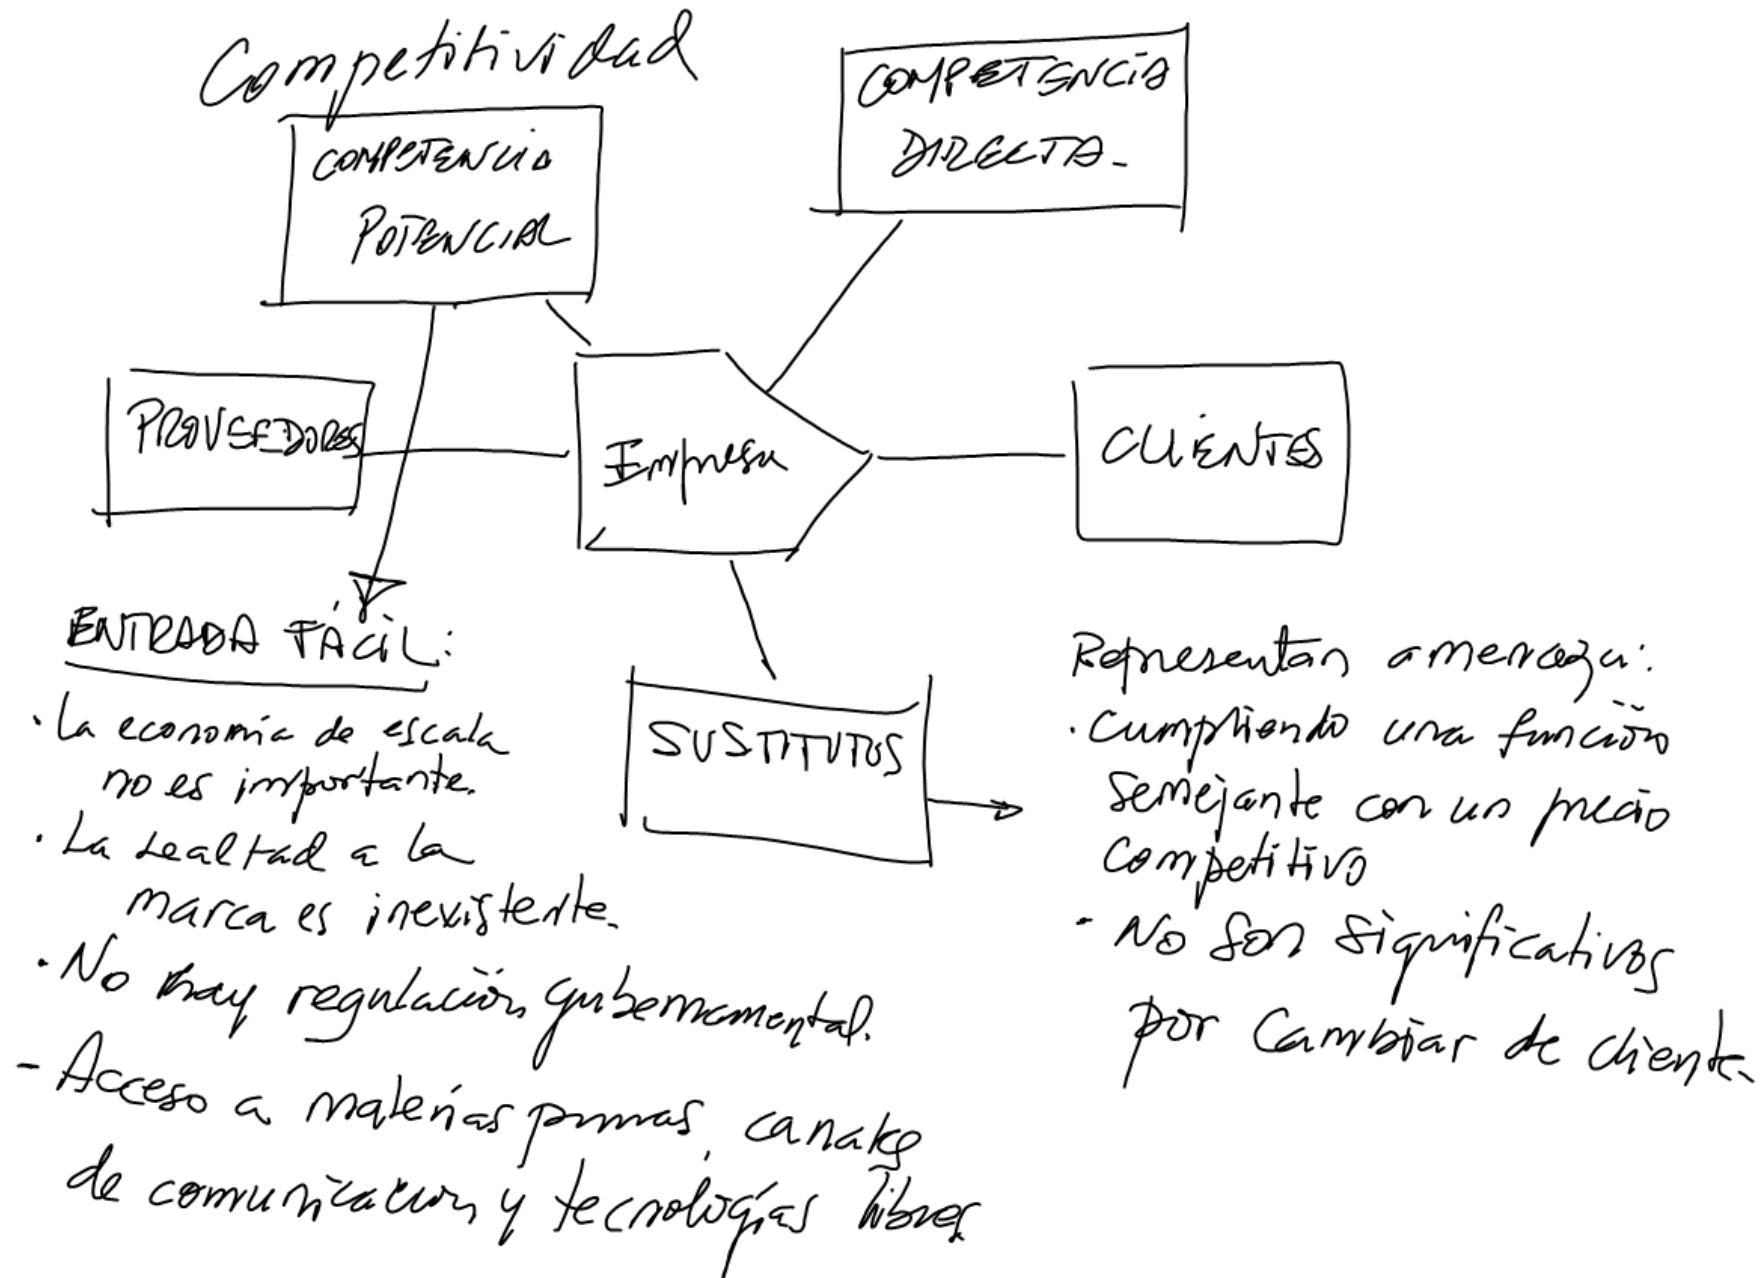 Competitividad
COMPETENCIA
POTENCIAL
COMPETENCIA
DIRECTA-
PROVEEDORES
Empresa
CLIENTES
SUSTITUTOS
ENTRADA FÁCIL:
· La economía de escala
no es importante.
· La Lealtad a la
marca es inexistente.
· No hay regulación gubernamental.
- Acceso a materias primas, canales
de comunicación y tecnologías libres
Representan amenaza:
· Cumpliendo una función
Semejante con un precio
Competitivo
- No son significativos
por Cambiar de cliente.